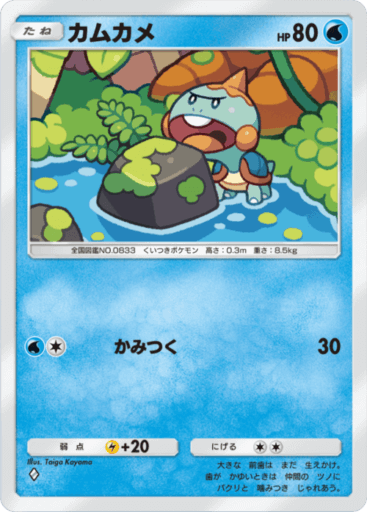 たね カムカメ HP 80
全国図鑑NO.0833 くいつきポケモン 高さ：0.3m 重さ：8.5kg
かみつく 30
弱点 +20 にげる
Illus. Taiga Kayama
大きな 前歯は まだ 生えかけ。
歯が かゆいときは 仲間の ツノに
パクりと 噛みつき じゃれあう。